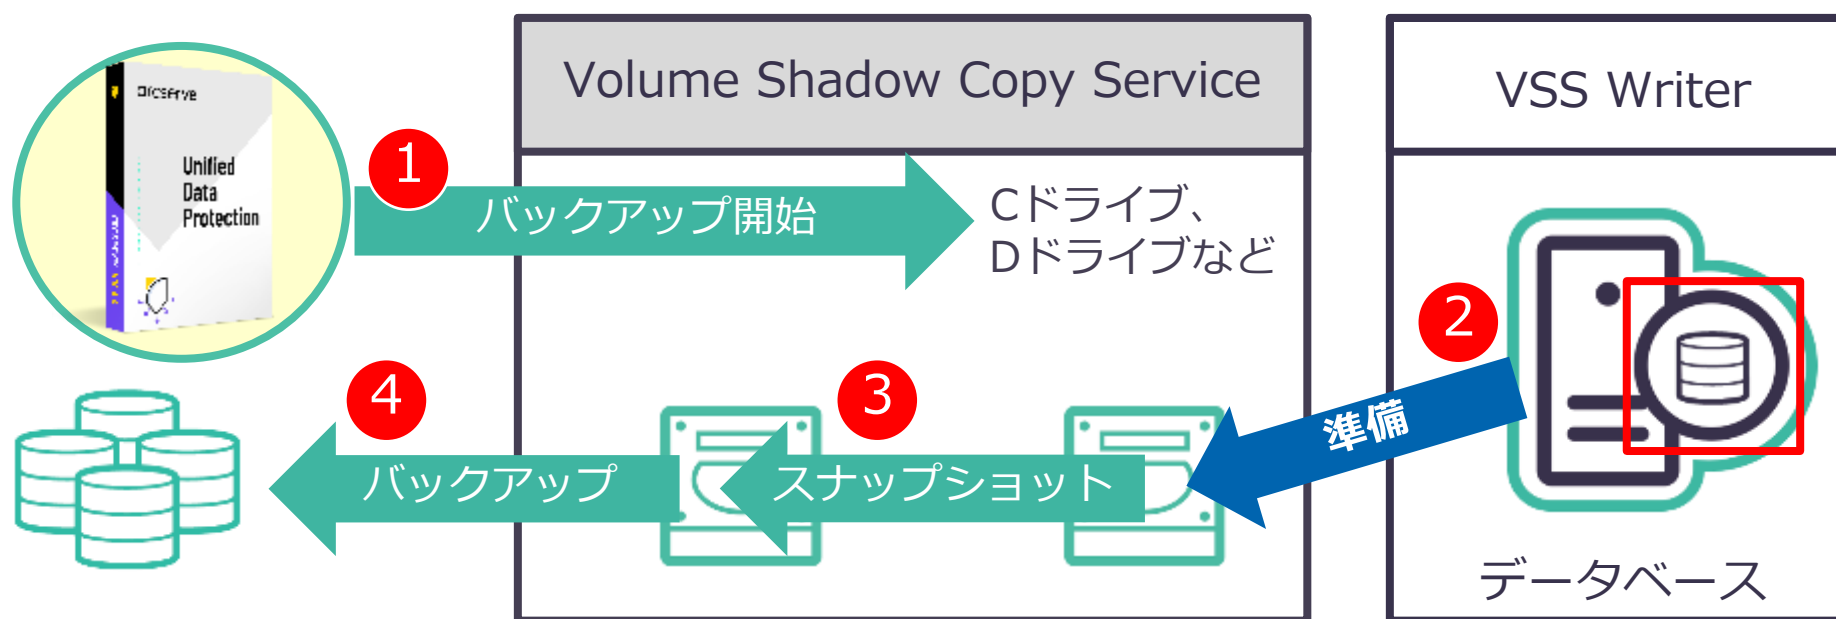 Volume Shadow Copy Service
VSS Writer
arcserve
Unified
Data
Protection
1
バックアップ開始
Cドライブ、
Dドライブなど
2
準備
3
スナップショット
4
バックアップ
データベース